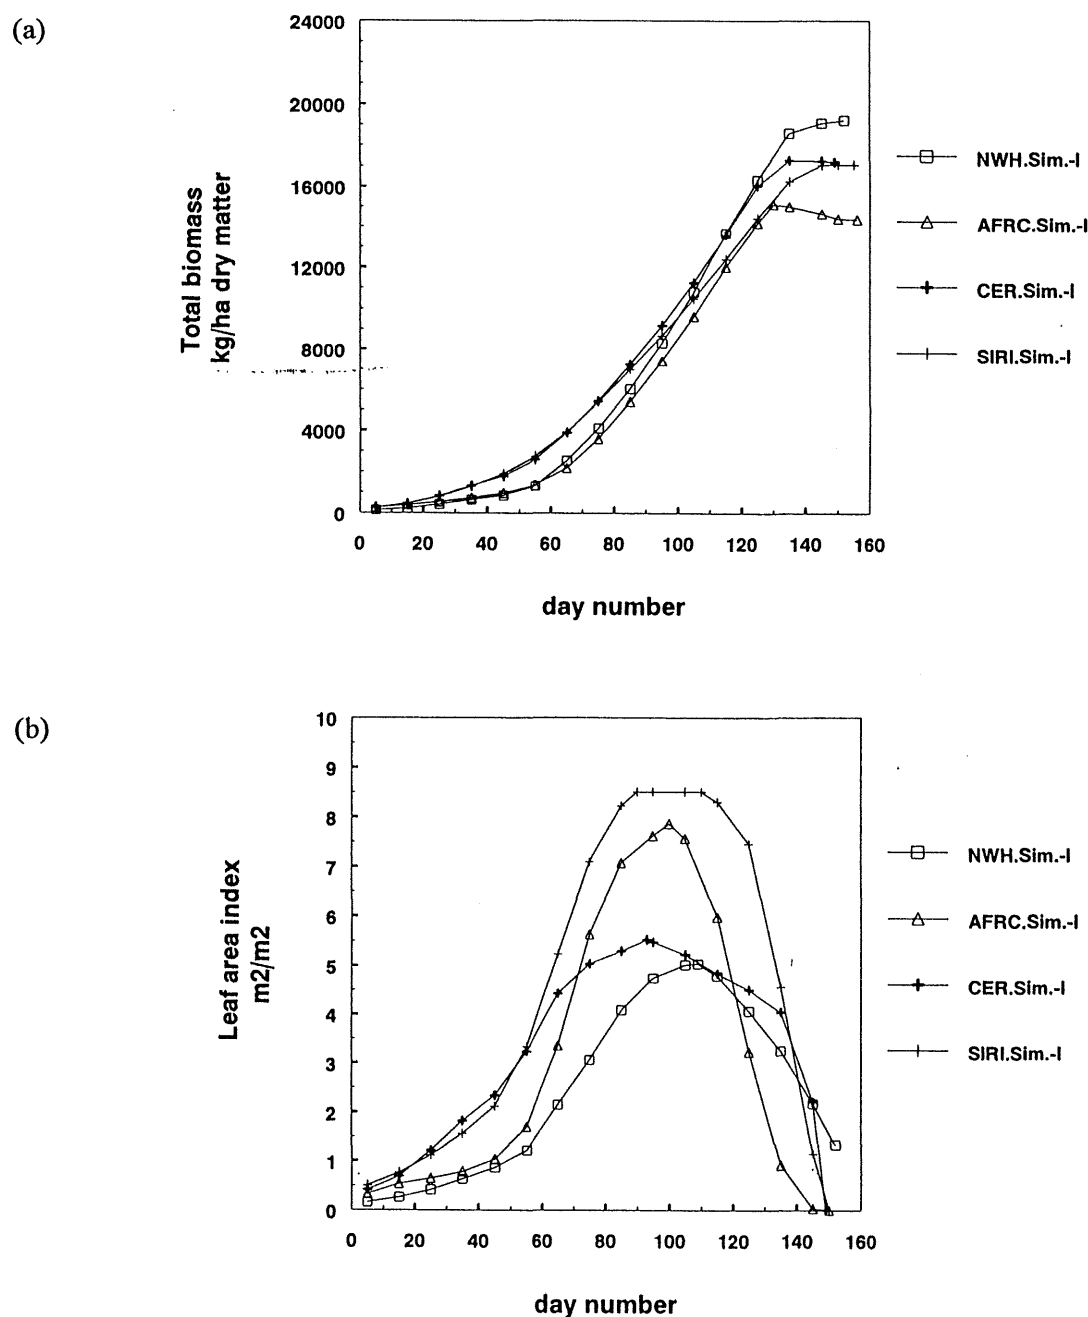 (a)
24000
20000
16000
12000
8000
4000
0
Total biomass
kg/ha dry matter
0 20 40 60 80 100 120 140 160
day number
NWH.Sim.-I
AFRC.Sim.-I
CER.Sim.-I
SIRI.Sim.-I
(b)
10
9
8
7
6
5
4
3
2
1
0
Leaf area index
m2/m2
0 20 40 60 80 100 120 140 160
day number
NWH.Sim.-I
AFRC.Sim.-I
CER.Sim.-I
SIRI.Sim.-I